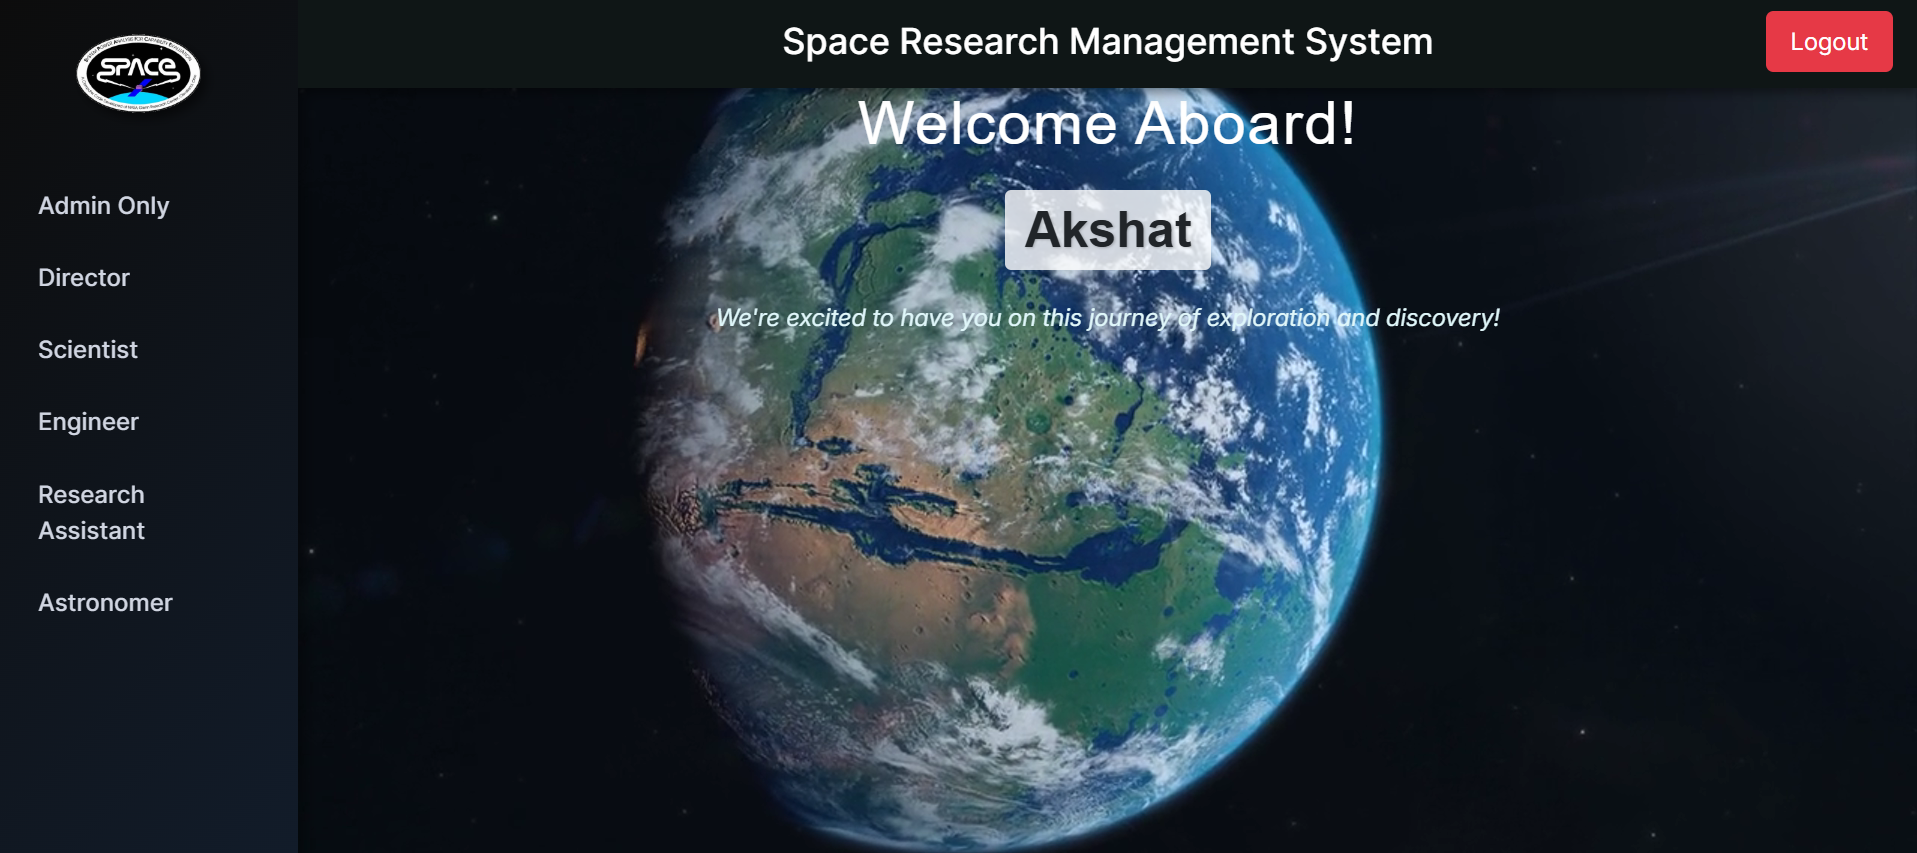 SPACE
Admin Only
Director
Scientist
Engineer
Research
Assistant
Astronomer
Space Research Management System
Logout
Welcome Aboard!
Akshat
We're excited to have you on this journey of exploration and discovery!